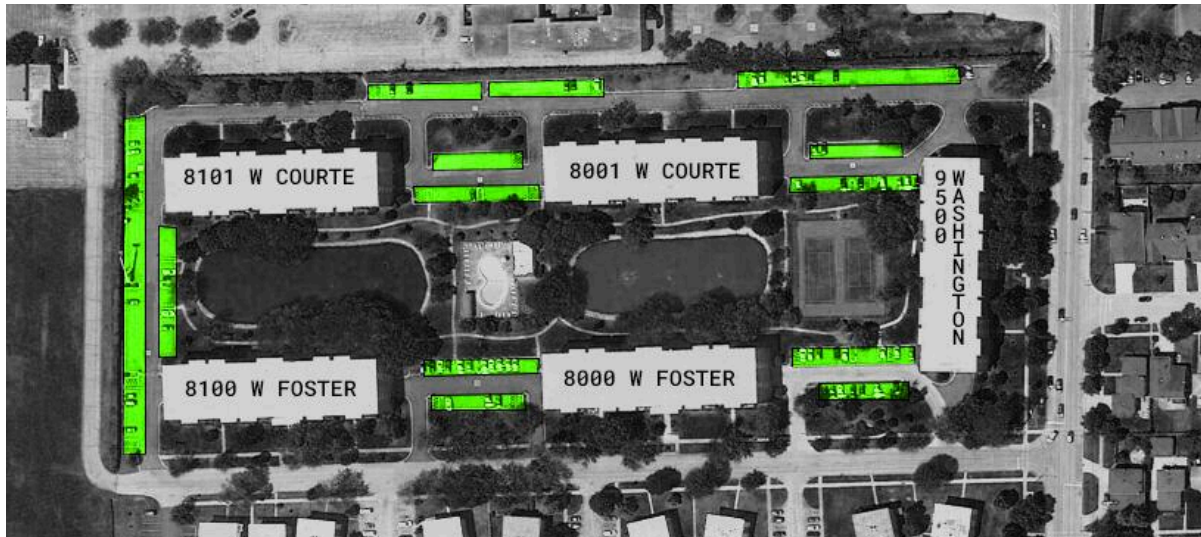 8101 W COURTE
8001 W COURTE
9500
WASHINGTON
8100 W FOSTER
8000 W FOSTER